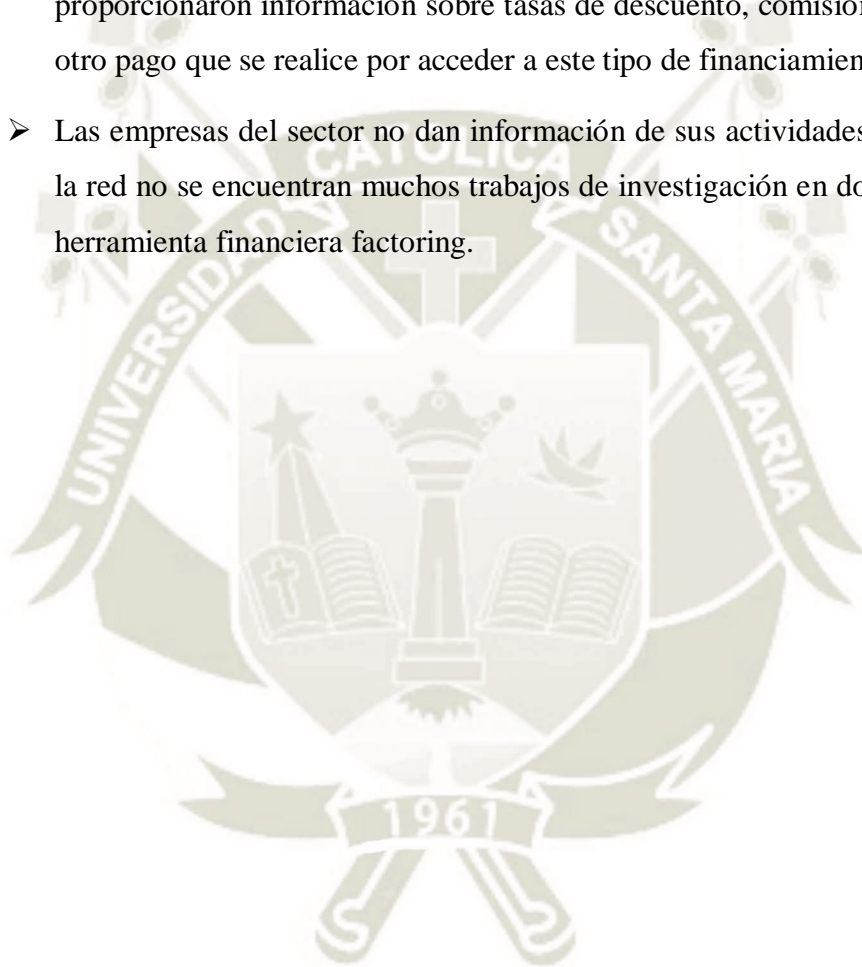 proporcionaron información sobre tasas de descuento, comision
otro pago que se realice por acceder a este tipo de financiamien
➢ Las empresas del sector no dan información de sus actividades
la red no se encuentran muchos trabajos de investigación en do
herramienta financiera factoring.
UNIVERSIDAD CATOLICA SANTA MARIA
1961